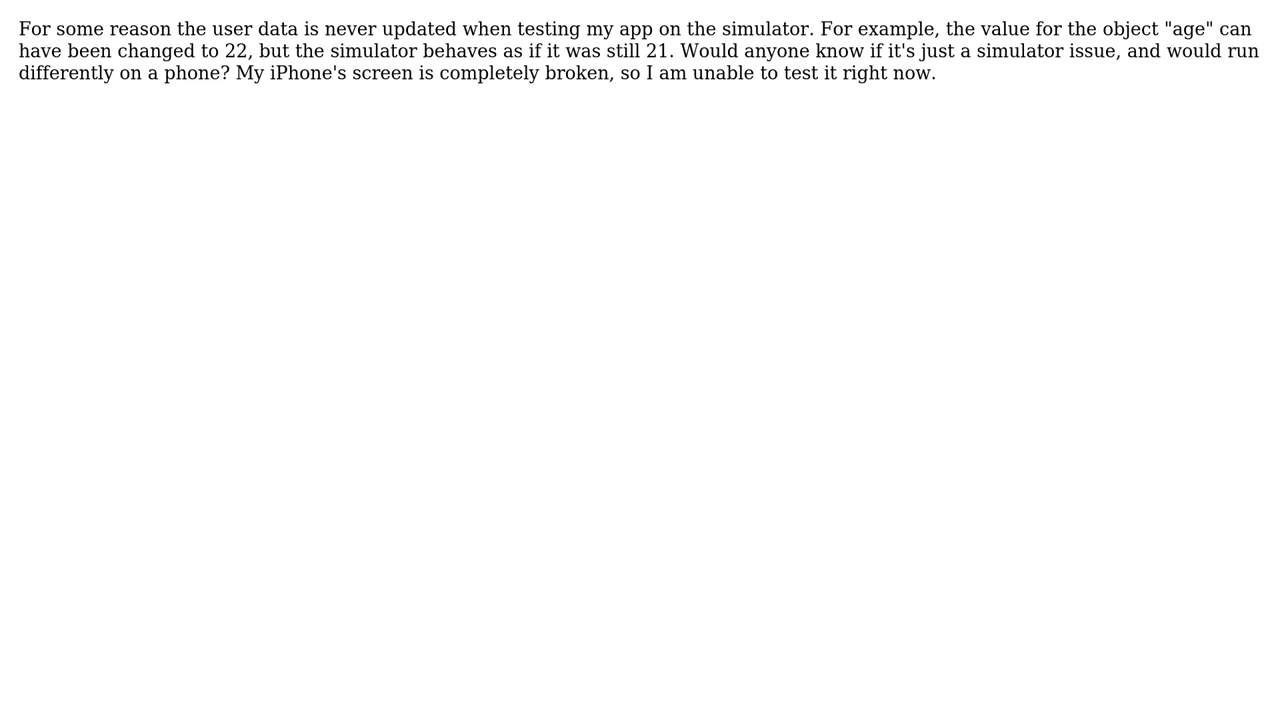 For some reason the user data is never updated when testing my app on the simulator. For example, the value for the object "age" can
have been changed to 22, but the simulator behaves as if it was still 21. Would anyone know if it's just a simulator issue, and would run
differently on a phone? My iPhone's screen is completely broken, so I am unable to test it right now.